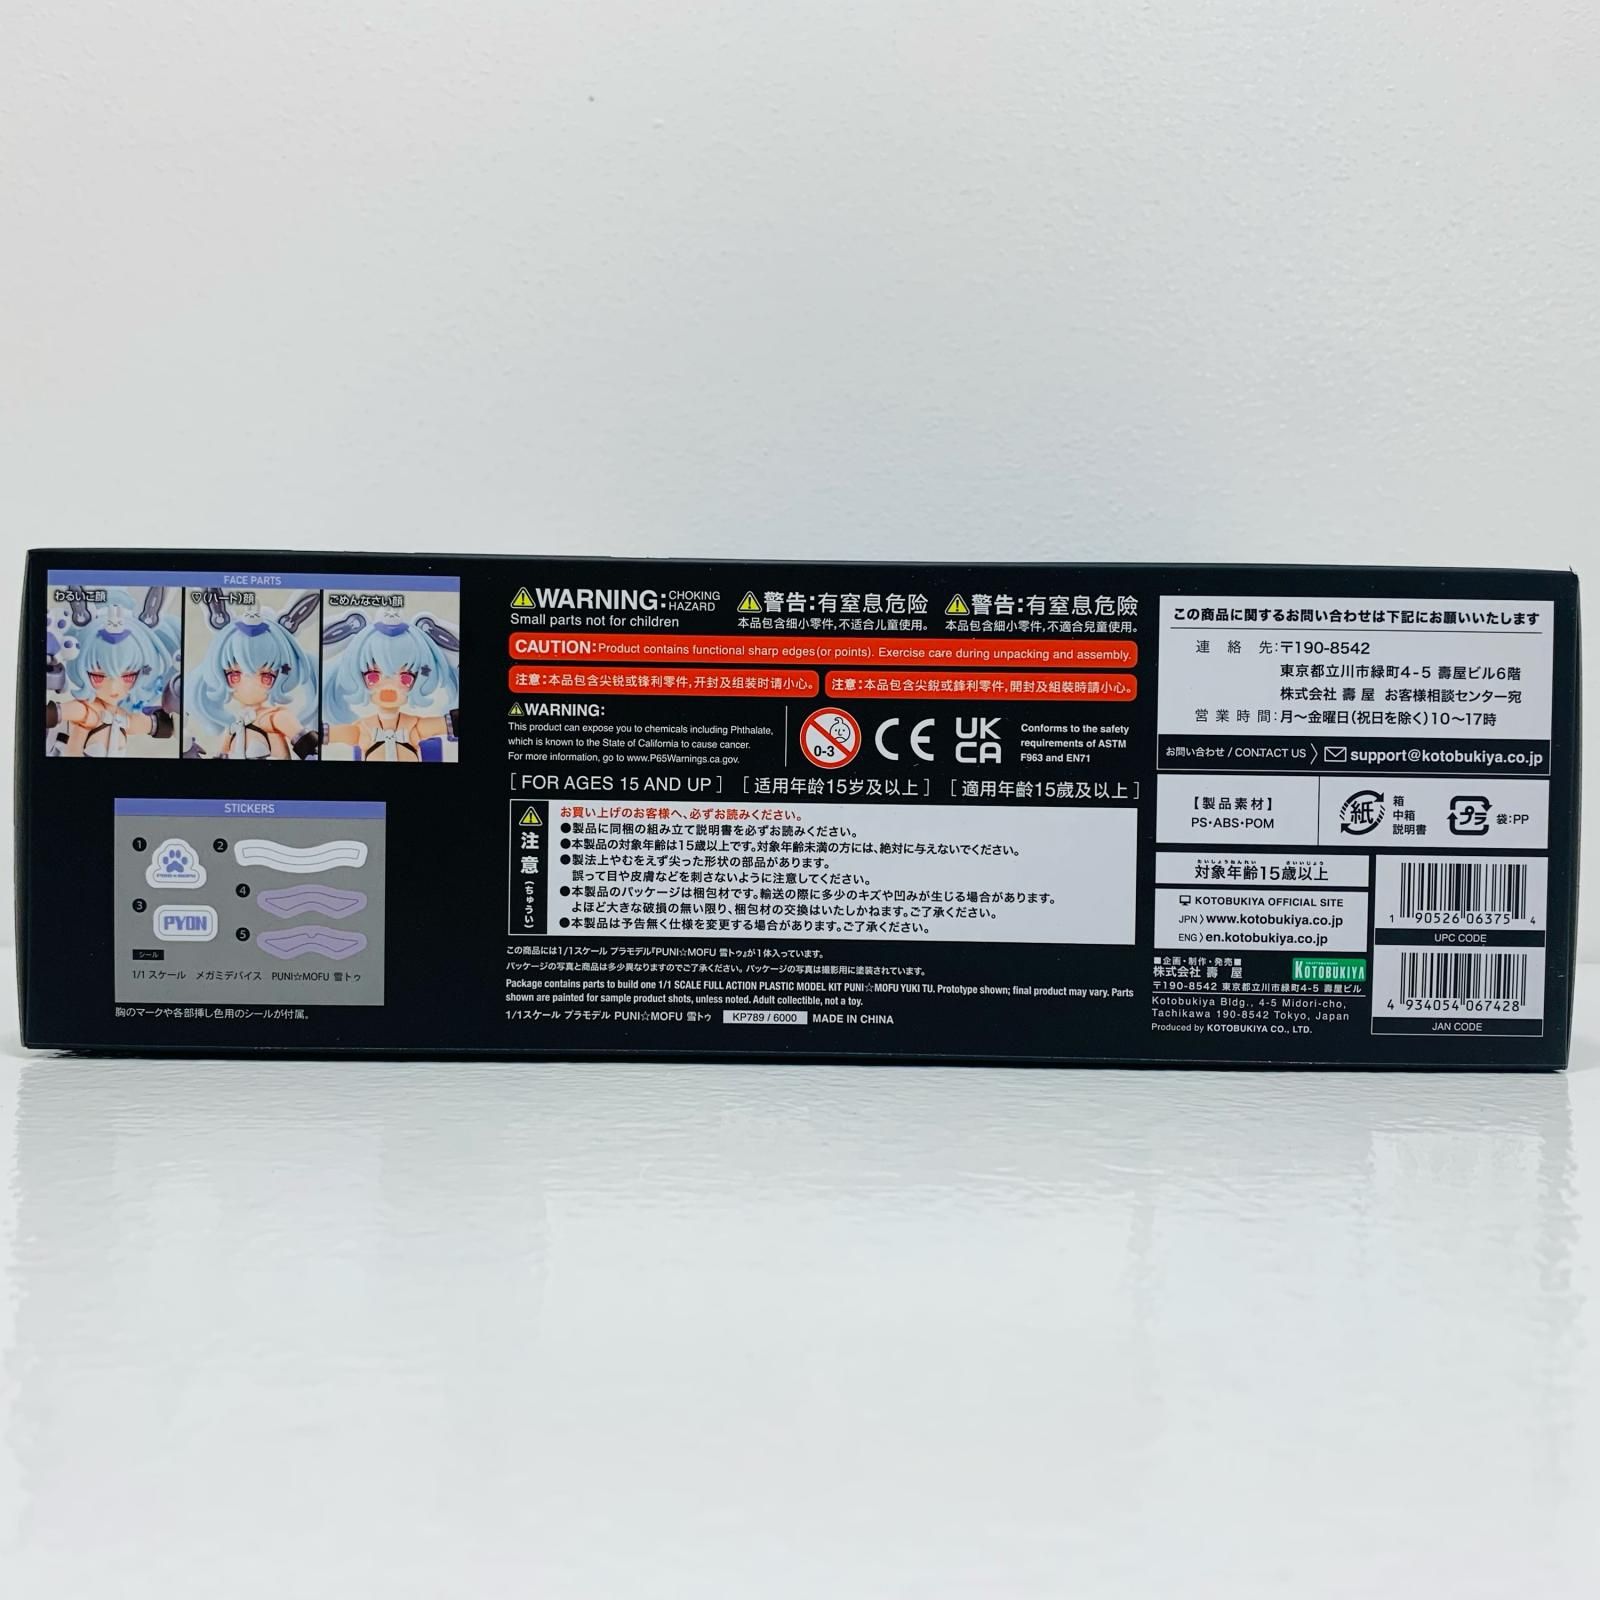 FACE PARTS
わるいこ顔
♡(ハート)顔
ごめんなさい顔
STICKERS
1
2
3
PYON
4
5
シール
1/1 スケール メガミデバイス PUNI☆MOFU 雪トゥ
胸のマークや各部挿し色用のシールが付属。
WARNING: CHOKING HAZARD
Small parts not for children
警告:有窒息危险
本品包含细小零件,不适合儿童使用。
警告:有窒息危險
本品包含細小零件,不適合兒童使用。
CAUTION: Product contains functional sharp edges(or points). Exercise care during unpacking and assembly.
注意:本品包含尖锐或锋利零件,开封及组装时请小心。
注意:本品包含尖銳或鋒利零件,開封及組裝時請小心。
WARNING:
This product can expose you to chemicals including Phthalate,
which is known to the State of California to cause cancer.
For more information, go to www.P65Warnings.ca.gov.
0-3
CE
UK
CA
Conforms to the safety
requirements of ASTM
F963 and EN71
[ FOR AGES 15 AND UP ] [ 适用年龄15岁及以上 ] [ 適用年齡15歲及以上 ]
注意(ちゅうい)
お買い上げのお客様へ、必ずお読みください。
●製品に同梱の組み立て説明書を必ずお読みください。
●本製品の対象年齢は15歳以上です。対象年齢未満の方には、絶対に与えないでください。
●製法上やむをえず尖った形状の部品があります。
誤って目や皮膚などを刺さないように注意してください。
●本製品のパッケージは梱包材です。輸送の際に多少のキズや凹みが生じる場合があります。
よほど大きな破損の無い限り、梱包材の交換はいたしかねます。ご了承ください。
●本製品は予告無く仕様を変更する場合があります。ご了承ください。
この商品には1/1スケール プラモデル『PUNI☆MOFU 雪トゥ』が1体入っています。
パッケージの写真と商品は多少異なりますのでご了承ください。パッケージの写真は撮影用に塗装されています。
Package contains parts to build one 1/1 SCALE FULL ACTION PLASTIC MODEL KIT PUNI☆MOFU YUKI TU. Prototype shown; final product may vary. Parts
shown are painted for sample product shots, unless noted. Adult collectible, not a toy.
1/1スケール プラモデル PUNI☆MOFU 雪トゥ KP789 / 6000 MADE IN CHINA
この商品に関するお問い合わせは下記にお願いいたします
連絡先:〒190-8542
東京都立川市緑町4-5 壽屋ビル6階
株式会社 壽屋 お客様相談センター宛
営業時間:月～金曜日(祝日を除く)10～17時
お問い合わせ / CONTACT US support@kotobukiya.co.jp
【製品素材】
PS・ABS・POM
紙
箱
中箱
説明書
プラ
袋:PP
たいしょうねんれい さいいじょう
対象年齢15歳以上
KOTOBUKIYA OFFICIAL SITE
JPN〉www.kotobukiya.co.jp
ENG〉en.kotobukiya.co.jp
■企画・制作・発売■
株式会社 壽屋
KOTOBUKIYA
〒190-8542 東京都立川市緑町4-5 壽屋ビル
Kotobukiya Bldg., 4-5 Midori-cho,
Tachikawa 190-8542 Tokyo, Japan
Produced by KOTOBUKIYA CO., LTD.
1 90526 06375 4
UPC CODE
4 934054 067428
JAN CODE